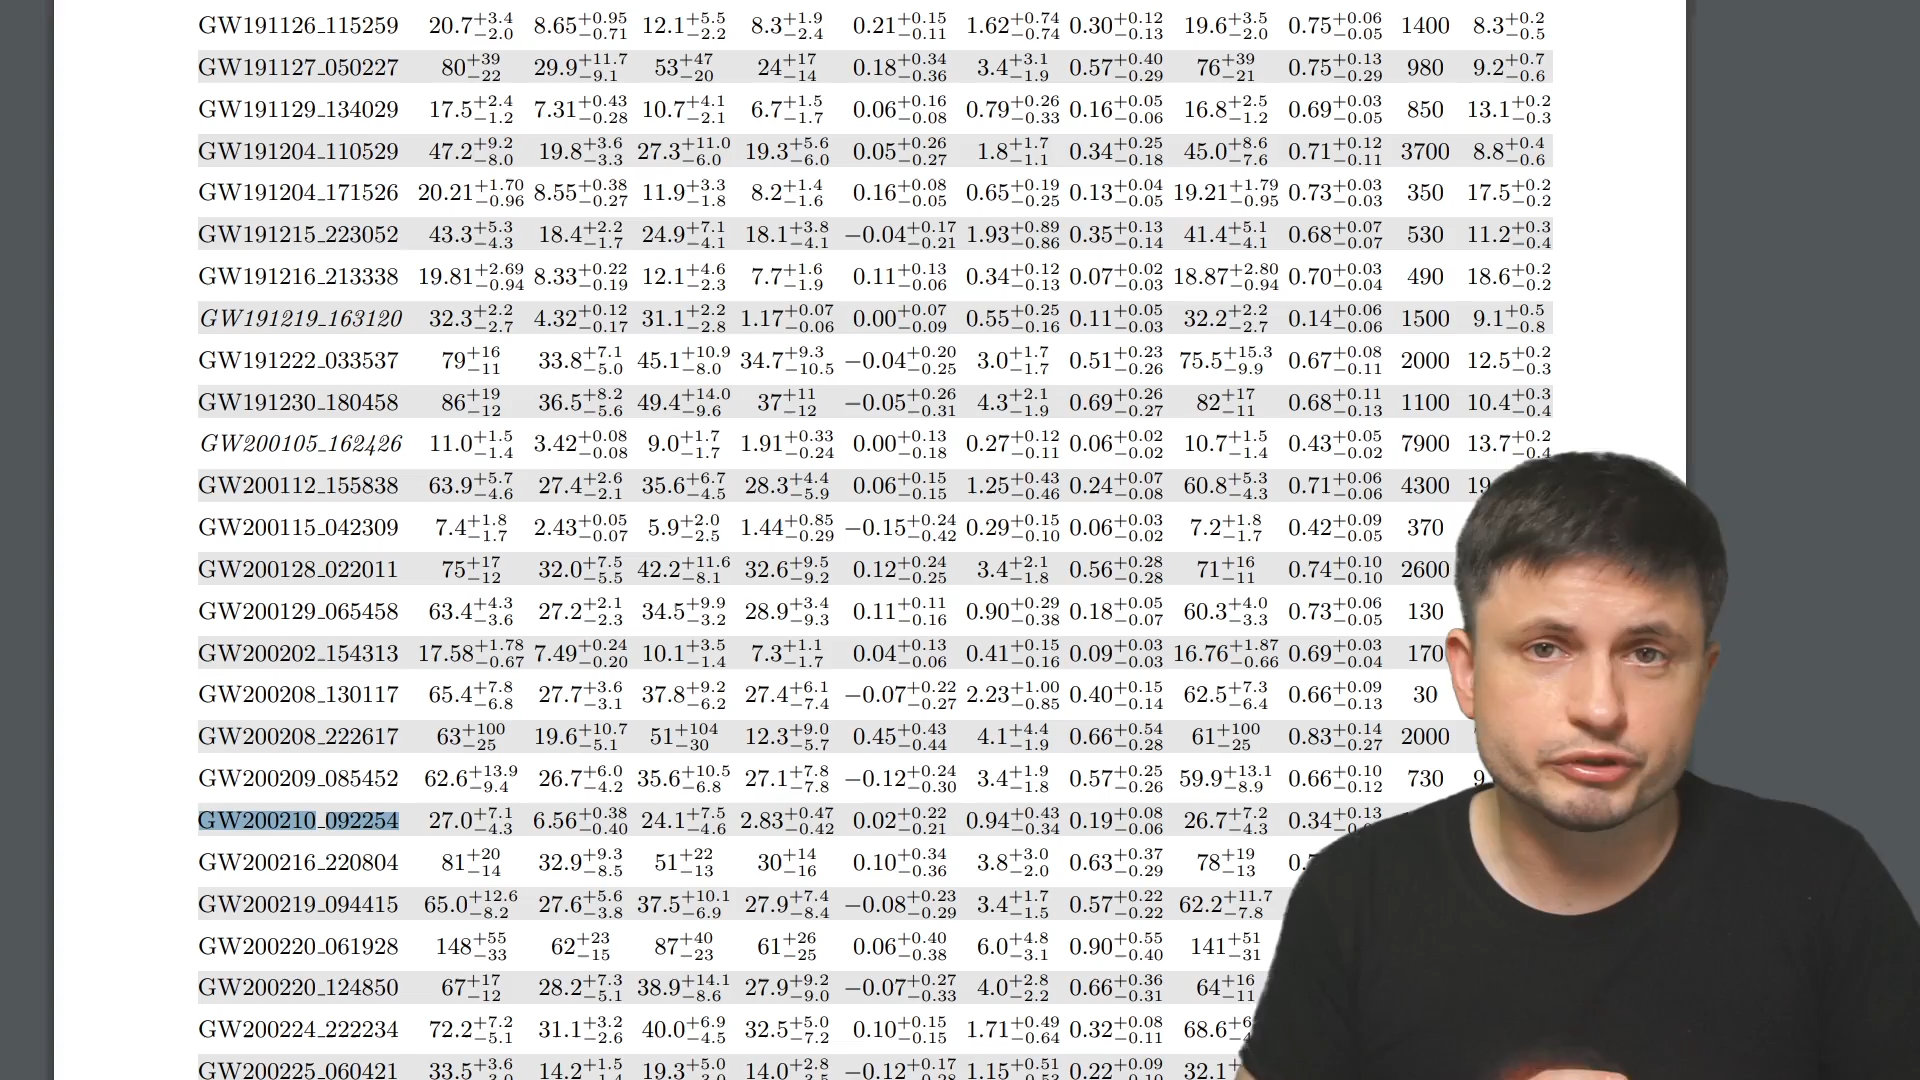 GW191126_115259 20.7+3.4−2.0 8.65+0.95−0.71 12.1+5.5−2.2 8.3+1.9−2.4 0.21+0.15−0.11 1.62+0.74−0.74 0.30+0.12−0.13 19.6+3.5−2.0 0.75+0.06−0.05 1400 8.3+0.2−0.5
GW191127_050227 80+39−22 29.9+11.7−9.1 53+47−20 24+17−14 0.18+0.34−0.36 3.4+3.1−1.9 0.57+0.40−0.29 76+39−21 0.75+0.13−0.29 980 9.2+0.7−0.6
GW191129_134029 17.5+2.4−1.2 7.31+0.43−0.28 10.7+4.1−2.1 6.7+1.5−1.7 0.06+0.16−0.08 0.79+0.26−0.33 0.16+0.05−0.06 16.8+2.5−1.2 0.69+0.03−0.05 850 13.1+0.2−0.3
GW191204_110529 47.2+9.2−8.0 19.8+3.6−3.3 27.3+11.0−6.0 19.3+5.6−6.0 0.05+0.26−0.27 1.8+1.7−1.1 0.34+0.25−0.18 45.0+8.6−7.6 0.71+0.12−0.11 3700 8.8+0.4−0.6
GW191204_171526 20.21+1.70−0.96 8.55+0.38−0.27 11.9+3.3−1.8 8.2+1.4−1.6 0.16+0.08−0.05 0.65+0.19−0.25 0.13+0.04−0.05 19.21+1.79−0.95 0.73+0.03−0.03 350 17.5+0.2−0.2
GW191215_223052 43.3+5.3−4.3 18.4+2.2−1.7 24.9+7.1−4.1 18.1+3.8−4.1 −0.04+0.17−0.21 1.93+0.89−0.86 0.35+0.13−0.14 41.4+5.1−4.1 0.68+0.07−0.07 530 11.2+0.3−0.4
GW191216_213338 19.81+2.69−0.94 8.33+0.22−0.19 12.1+4.6−2.3 7.7+1.6−1.9 0.11+0.13−0.06 0.34+0.12−0.13 0.07+0.02−0.03 18.87+2.80−0.94 0.70+0.03−0.04 490 18.6+0.2−0.2
GW191219_163120 32.3+2.2−2.7 4.32+0.12−0.17 31.1+2.2−2.8 1.17+0.07−0.06 0.00+0.07−0.09 0.55+0.25−0.16 0.11+0.05−0.03 32.2+2.2−2.7 0.14+0.06−0.06 1500 9.1+0.5−0.8
GW191222_033537 79+16−11 33.8+7.1−5.0 45.1+10.9−8.0 34.7+9.3−10.5 −0.04+0.20−0.25 3.0+1.7−1.7 0.51+0.23−0.26 75.5+15.3−9.9 0.67+0.08−0.11 2000 12.5+0.2−0.3
GW191230_180458 86+19−12 36.5+8.2−5.6 49.4+14.0−9.6 37+11−12 −0.05+0.26−0.31 4.3+2.1−1.9 0.69+0.26−0.27 82+17−11 0.68+0.11−0.13 1100 10.4+0.3−0.4
GW200105_162426 11.0+1.5−1.4 3.42+0.08−0.08 9.0+1.7−1.7 1.91+0.33−0.24 0.00+0.13−0.18 0.27+0.12−0.11 0.06+0.02−0.02 10.7+1.5−1.4 0.43+0.05−0.02 7900 13.7+0.2−0.4
GW200112_155838 63.9+5.7−4.6 27.4+2.6−2.1 35.6+6.7−4.5 28.3+4.4−5.9 0.06+0.15−0.15 1.25+0.43−0.46 0.24+0.07−0.08 60.8+5.3−4.3 0.71+0.06−0.06 4300 19
GW200115_042309 7.4+1.8−1.7 2.43+0.05−0.07 5.9+2.0−2.5 1.44+0.85−0.29 −0.15+0.24−0.42 0.29+0.15−0.10 0.06+0.03−0.02 7.2+1.8−1.7 0.42+0.09−0.05 370
GW200128_022011 75+17−12 32.0+7.5−5.5 42.2+11.6−8.1 32.6+9.5−9.2 0.12+0.24−0.25 3.4+2.1−1.8 0.56+0.28−0.28 71+16−11 0.74+0.10−0.10 2600
GW200129_065458 63.4+4.3−3.6 27.2+2.1−2.3 34.5+9.9−3.2 28.9+3.4−9.3 0.11+0.11−0.16 0.90+0.29−0.38 0.18+0.05−0.07 60.3+4.0−3.3 0.73+0.06−0.05 130
GW200202_154313 17.58+1.78−0.67 7.49+0.24−0.20 10.1+3.5−1.4 7.3+1.1−1.7 0.04+0.13−0.06 0.41+0.15−0.16 0.09+0.03−0.03 16.76+1.87−0.66 0.69+0.03−0.04 170
GW200208_130117 65.4+7.8−6.8 27.7+3.6−3.1 37.8+9.2−6.2 27.4+6.1−7.4 −0.07+0.22−0.27 2.23+1.00−0.85 0.40+0.15−0.14 62.5+7.3−6.4 0.66+0.09−0.13 30
GW200208_222617 63+100−25 19.6+10.7−5.1 51+104−30 12.3+9.0−5.7 0.45+0.43−0.44 4.1+4.4−1.9 0.66+0.54−0.28 61+100−25 0.83+0.14−0.27 2000
GW200209_085452 62.6+13.9−9.4 26.7+6.0−4.2 35.6+10.5−6.8 27.1+7.8−7.8 −0.12+0.24−0.30 3.4+1.9−1.8 0.57+0.25−0.26 59.9+13.1−8.9 0.66+0.10−0.12 730 9
GW200210_092254 27.0+7.1−4.3 6.56+0.38−0.40 24.1+7.5−4.6 2.83+0.47−0.42 0.02+0.22−0.21 0.94+0.43−0.34 0.19+0.08−0.06 26.7+7.2−4.3 0.34+0.13
GW200216_220804 81+20−14 32.9+9.3−8.5 51+22−13 30+14−16 0.10+0.34−0.36 3.8+3.0−2.0 0.63+0.37−0.29 78+19−13
GW200219_094415 65.0+12.6−8.2 27.6+5.6−3.8 37.5+10.1−6.9 27.9+7.4−8.4 −0.08+0.23−0.29 3.4+1.7−1.5 0.57+0.22−0.22 62.2+11.7−7.8
GW200220_061928 148+55−33 62+23−15 87+40−23 61+26−25 0.06+0.40−0.38 6.0+4.8−3.1 0.90+0.55−0.40 141+51−31
GW200220_124850 67+17−12 28.2+7.3−5.1 38.9+14.1−8.6 27.9+9.2−9.0 −0.07+0.27−0.33 4.0+2.8−2.2 0.66+0.36−0.31 64+16−11
GW200224_222234 72.2+7.2−5.1 31.1+3.2−2.6 40.0+6.9−4.5 32.5+5.0−7.2 0.10+0.15−0.15 1.71+0.49−0.64 0.32+0.08−0.11 68.6
GW200225_060421 33.5+3.6 14.2+1.5 19.3+5.0 14.0+2.8 −0.12+0.17 1.15+0.51 0.22+0.09 32.1